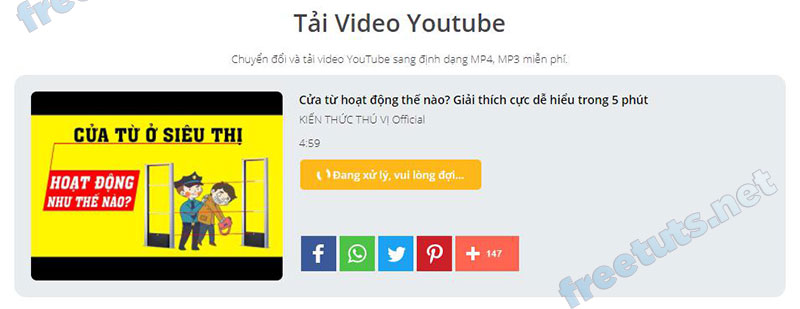 freetuts.net
Tải Video Youtube
Chuyển đổi và tải video YouTube sang định dạng MP4, MP3 miễn phí.
CỬA TỪ Ở SIÊU THỊ
HOẠT ĐỘNG
NHƯ THẾ NÀO?
Cửa từ hoạt động thế nào? Giải thích cực dễ hiểu trong 5 phút
KIẾN THỨC THÚ VỊ Official
4:59
Đang xử lý, vui lòng đợi...
147
freetuts.net